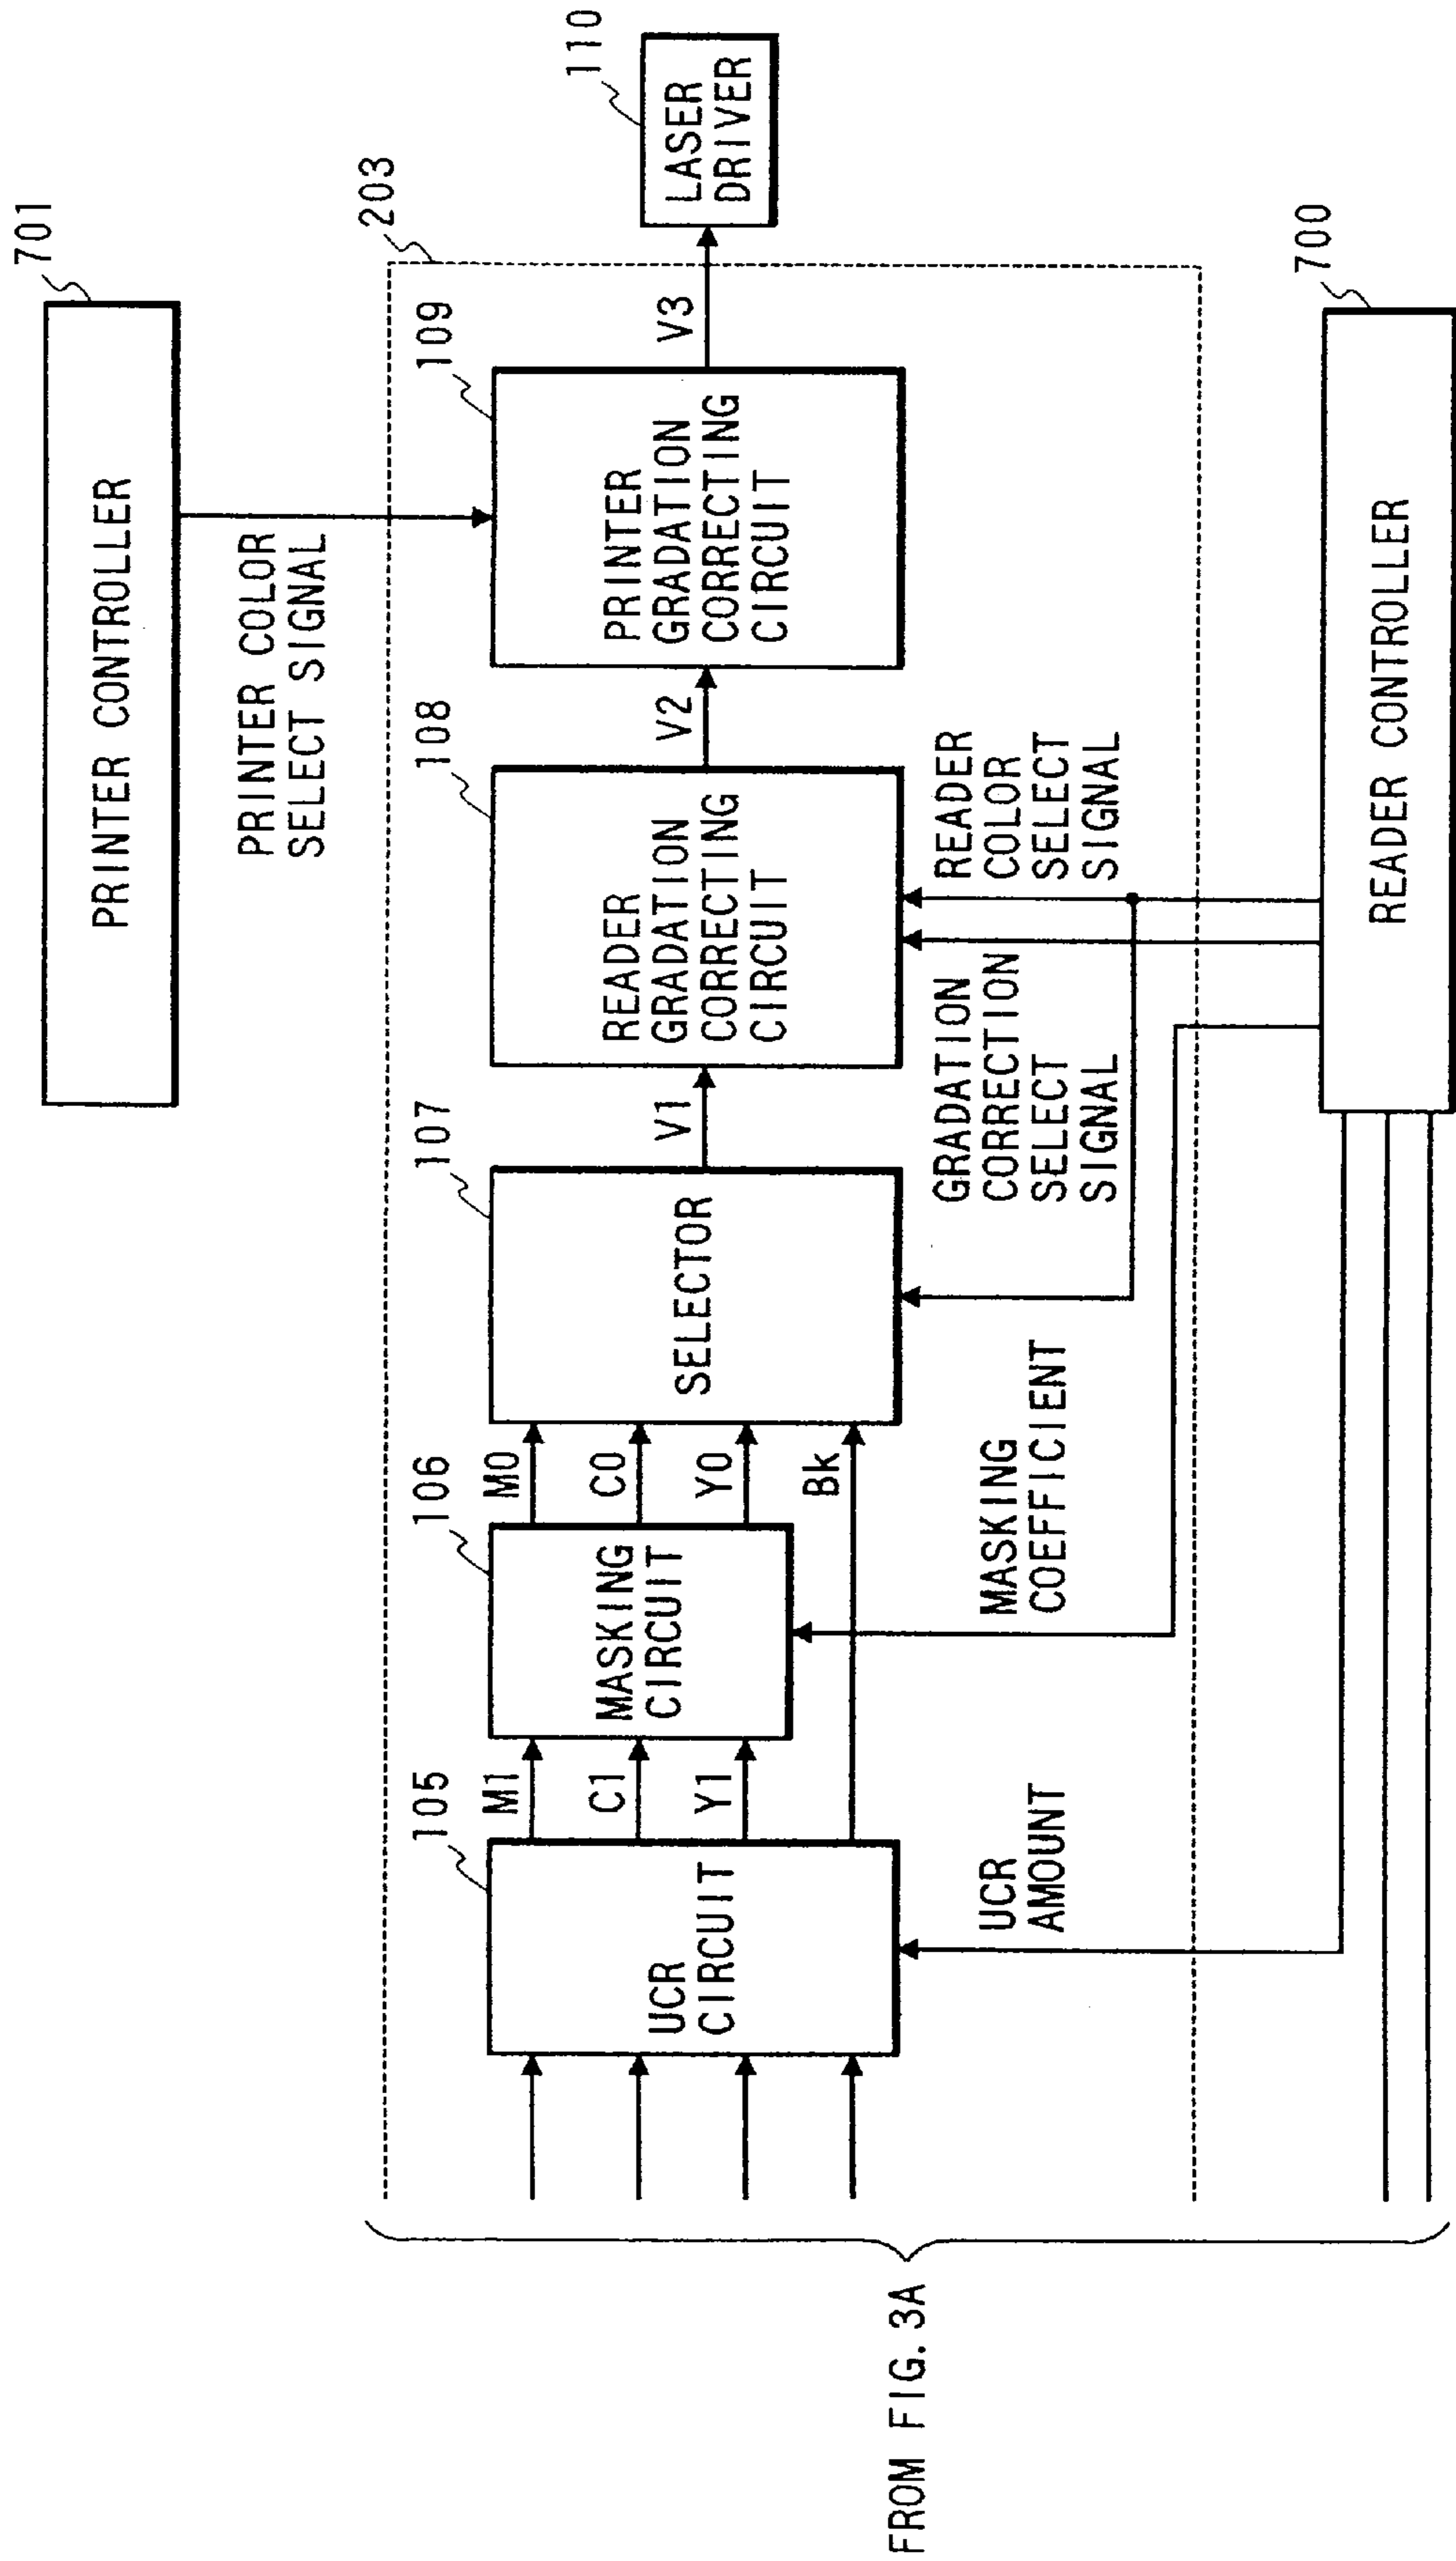 701
PRINTER CONTROLLER
PRINTER COLOR
SELECT SIGNAL
203
105
UCR
CIRCUIT
M1
C1
Y1
106
MASKING
CIRCUIT
M0
C0
Y0
Bk
107
SELECTOR
V1
108
READER
GRADATION
CORRECTING
CIRCUIT
V2
109
PRINTER
GRADATION
CORRECTING
CIRCUIT
V3
110
LASER
DRIVER
UCR
AMOUNT
MASKING
COEFFICIENT
GRADATION
CORRECTION
SELECT
SIGNAL
READER
COLOR
SELECT
SIGNAL
700
READER CONTROLLER
FROM FIG. 3A